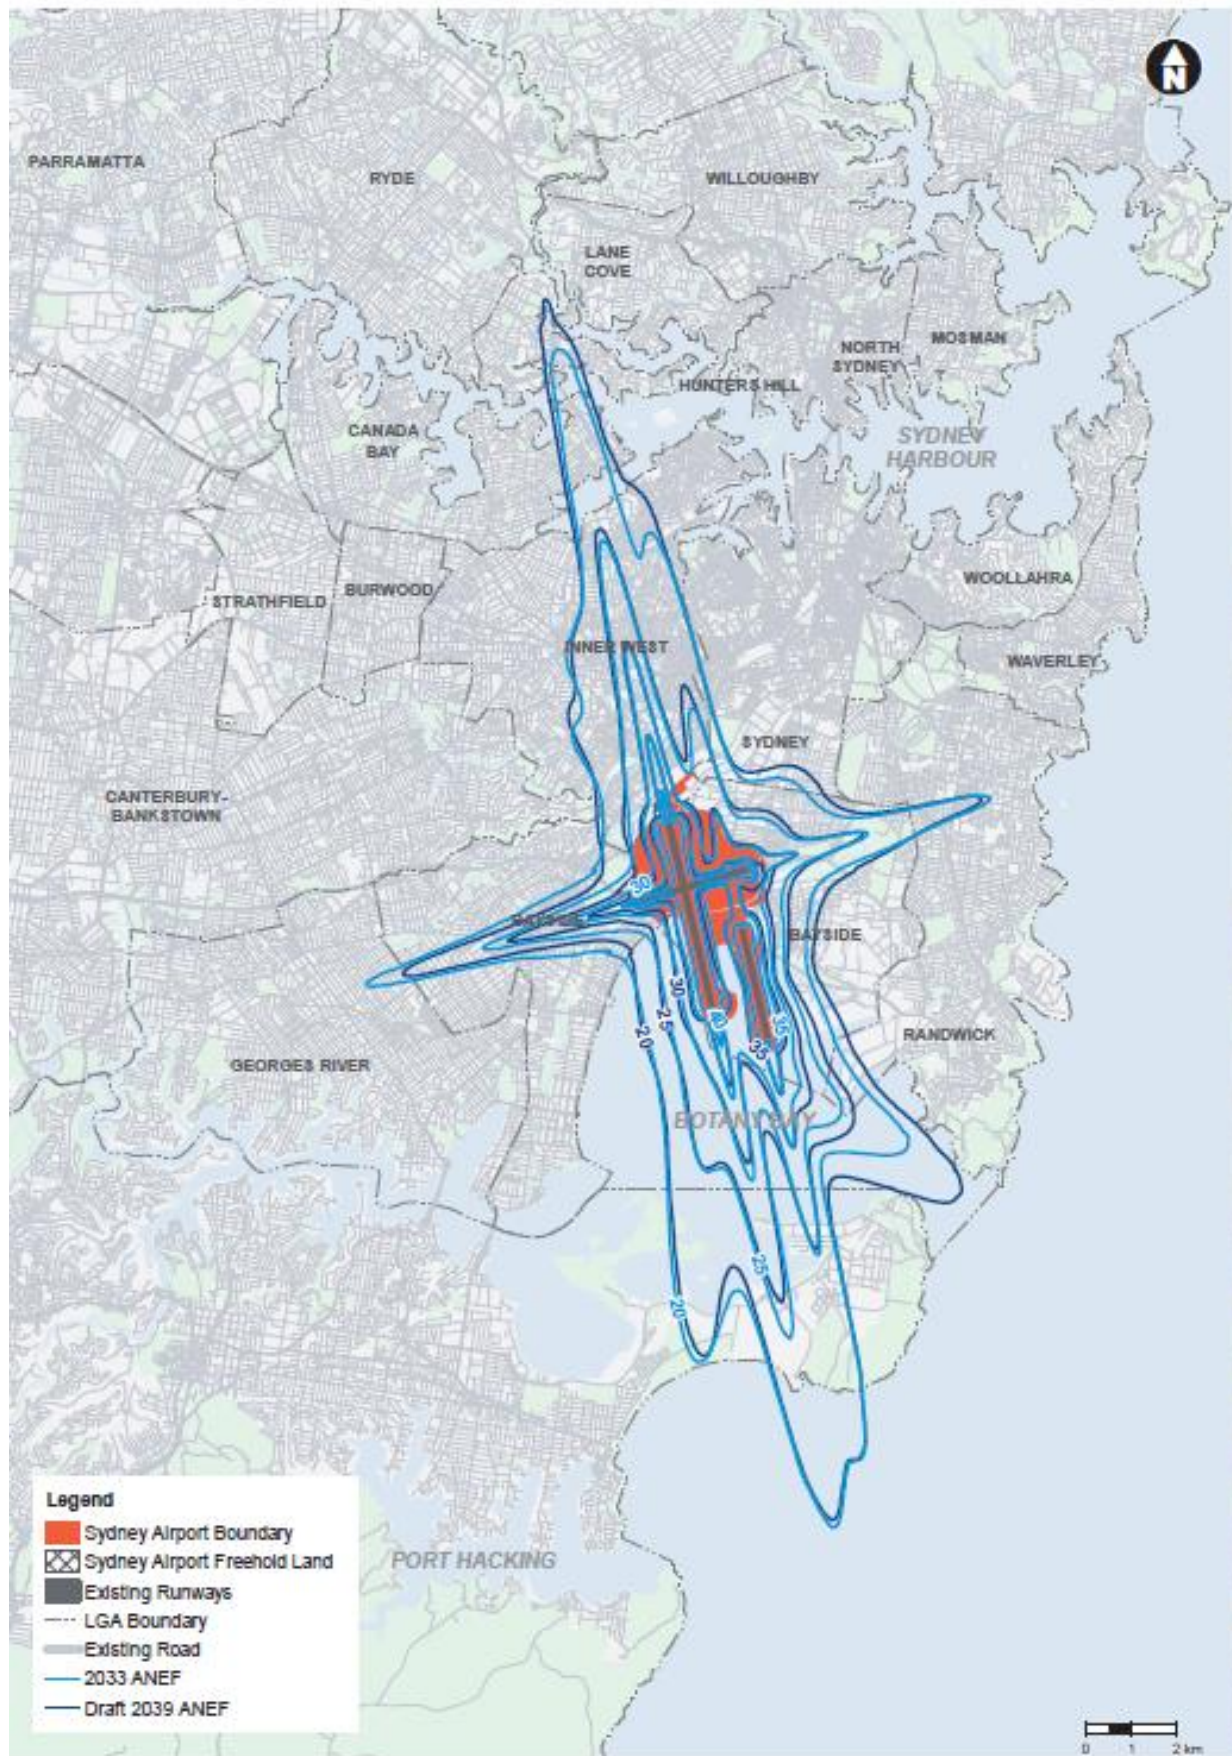 N
PARRAMATTA
RYDE
WILLOUGHBY
LANE
COVE
MOSMAN
NORTH
SYDNEY
HUNTERS HILL
CANADA
BAY
SYDNEY
HARBOUR
WOOLLAHRA
BURWOOD
STRATHFIELD
INNER WEST
WAVERLEY
SYDNEY
CANTERBURY-
BANKSTOWN
30
BAYSIDE
30
25
20
40
35
35
RANDWICK
GEORGES RIVER
BOTANY BAY
25
20
Legend
Sydney Airport Boundary
Sydney Airport Freehold Land
Existing Runways
LGA Boundary
Existing Road
2033 ANEF
Draft 2039 ANEF
PORT HACKING
0 1 2 km